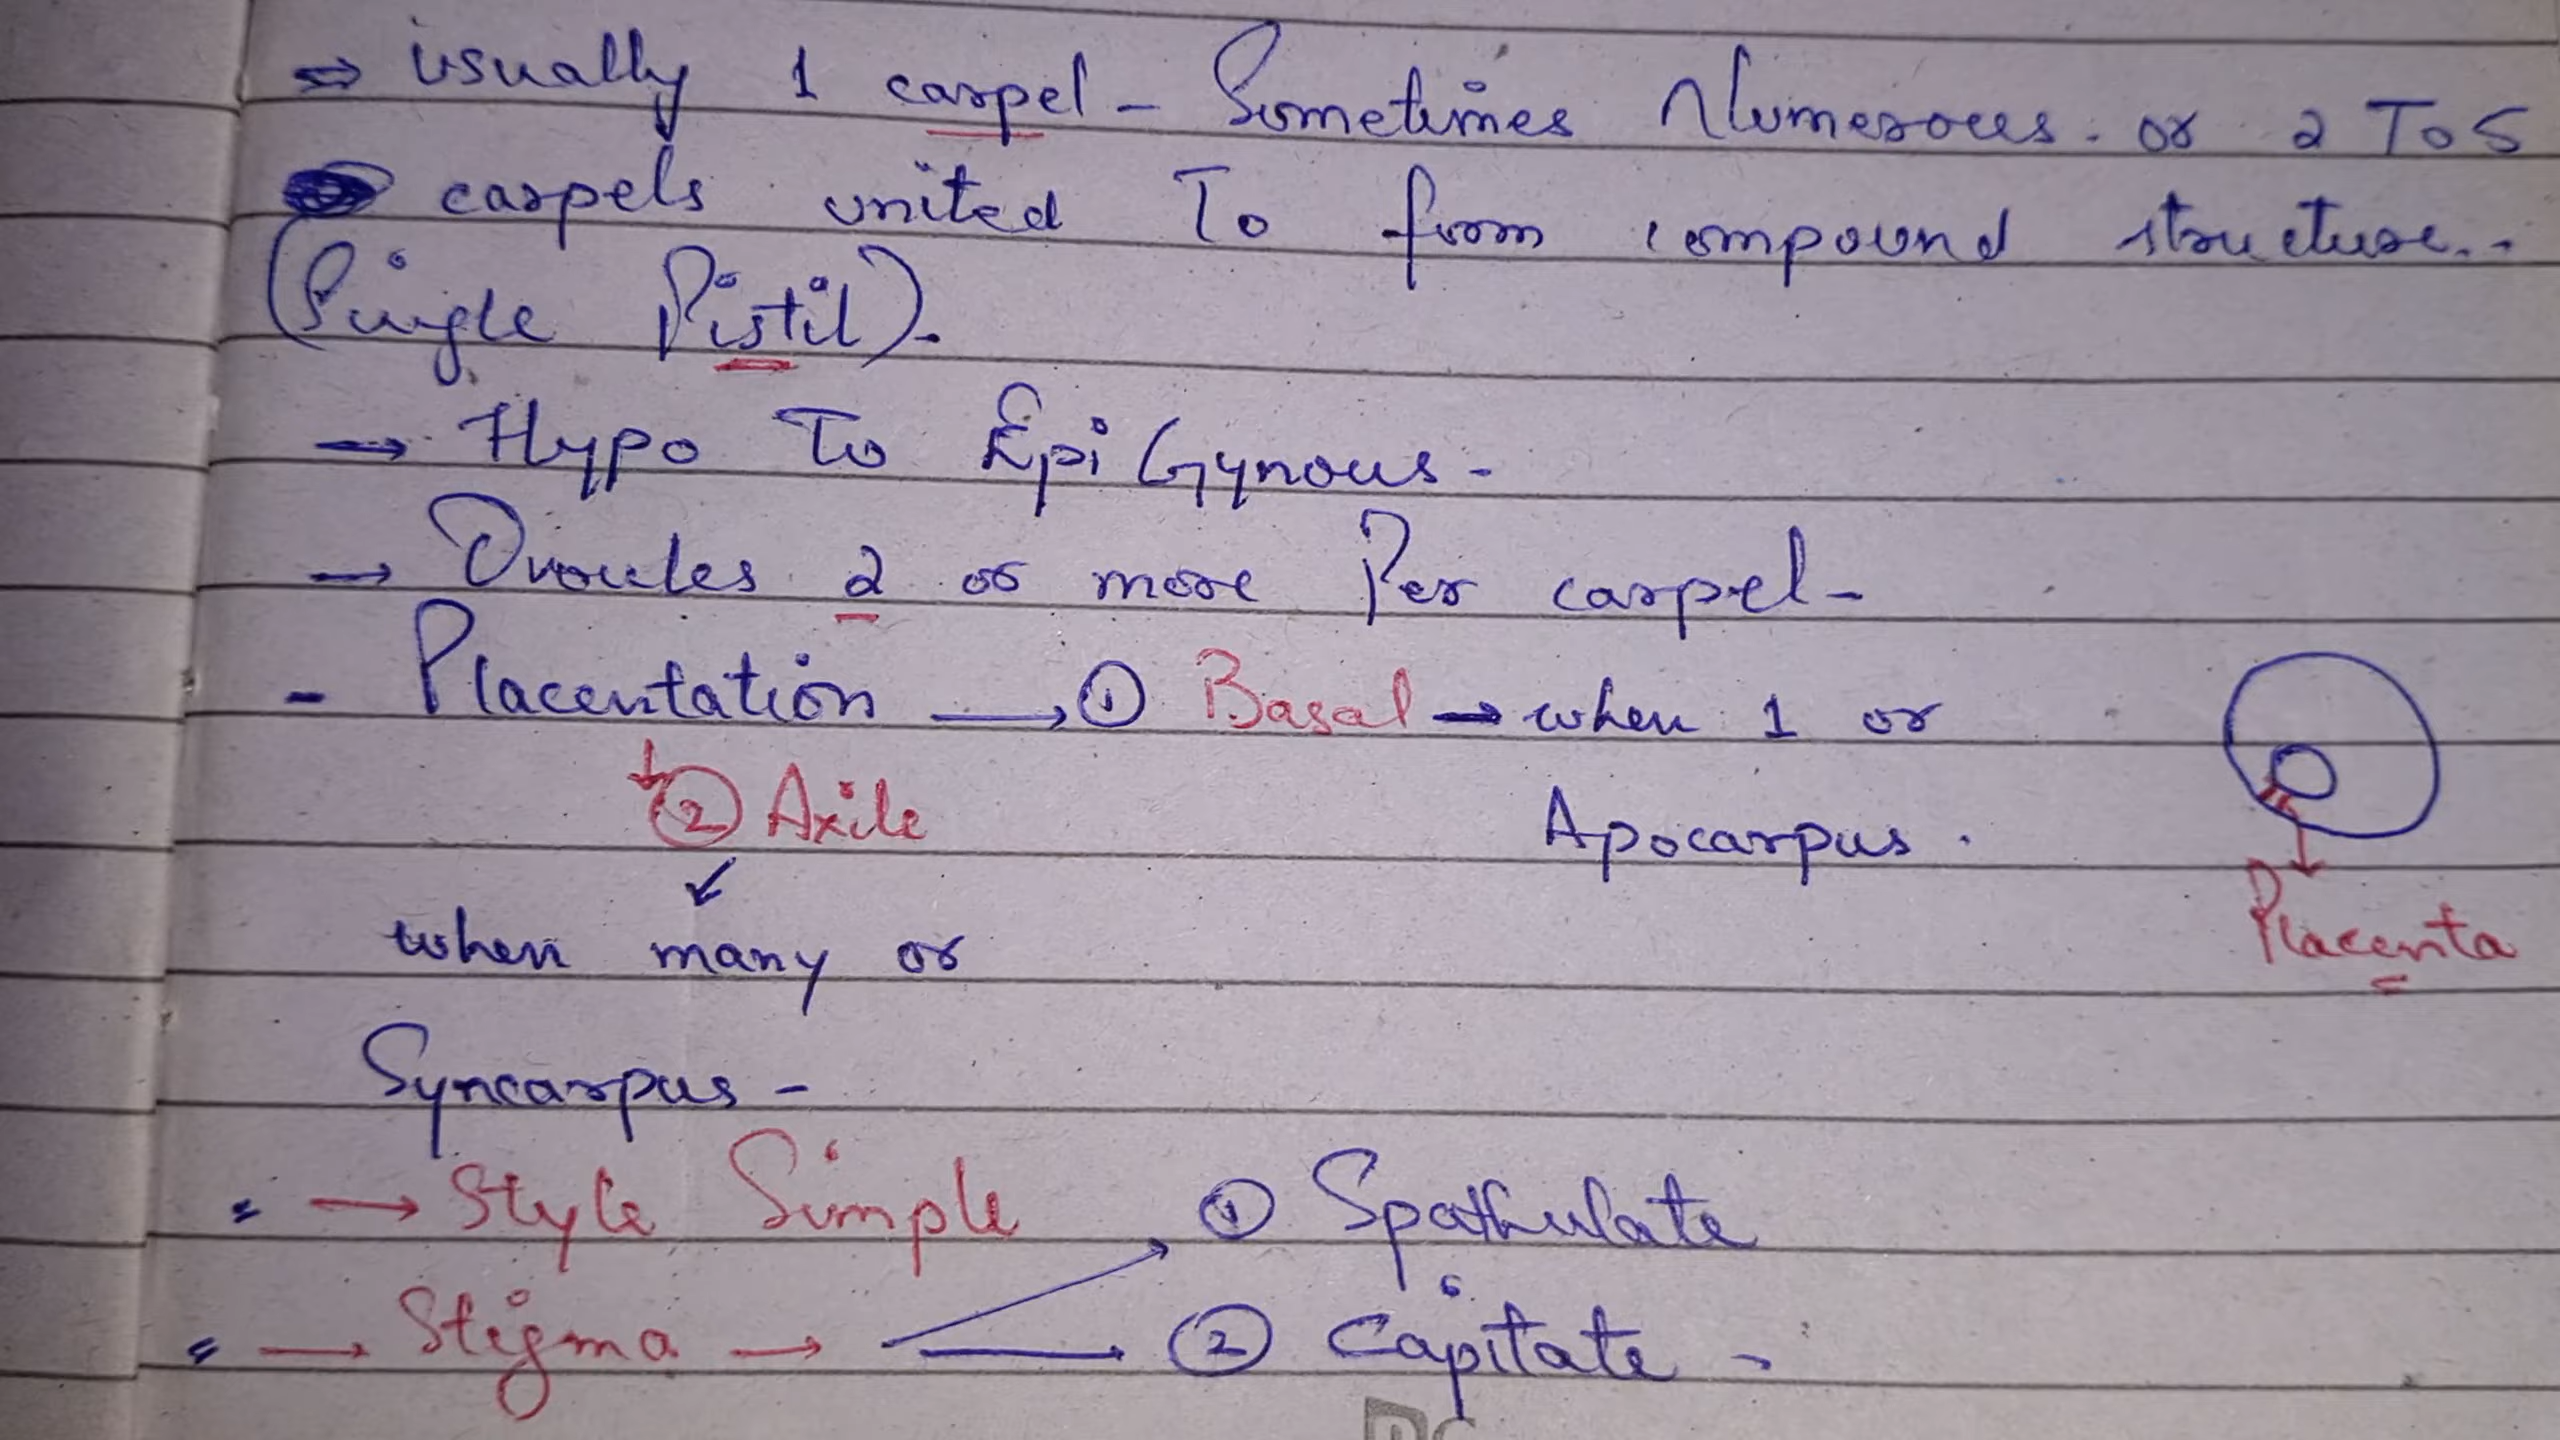 ⇒ usually 1 carpel - Sometimes Numerous. or 2 To 5
carpels united To from compound structure..
(Single Pistil).
→ Hypo To Epi Gynous -
→ Ovoules 2 or more Per carpel -
- Placentation → ① Basal → when 1 or
② Axile Apocarpus .
Placenta
when many or
Syncarpus -
→ Style Simple ① Spathulate
→ Stigma → ② Capitate -